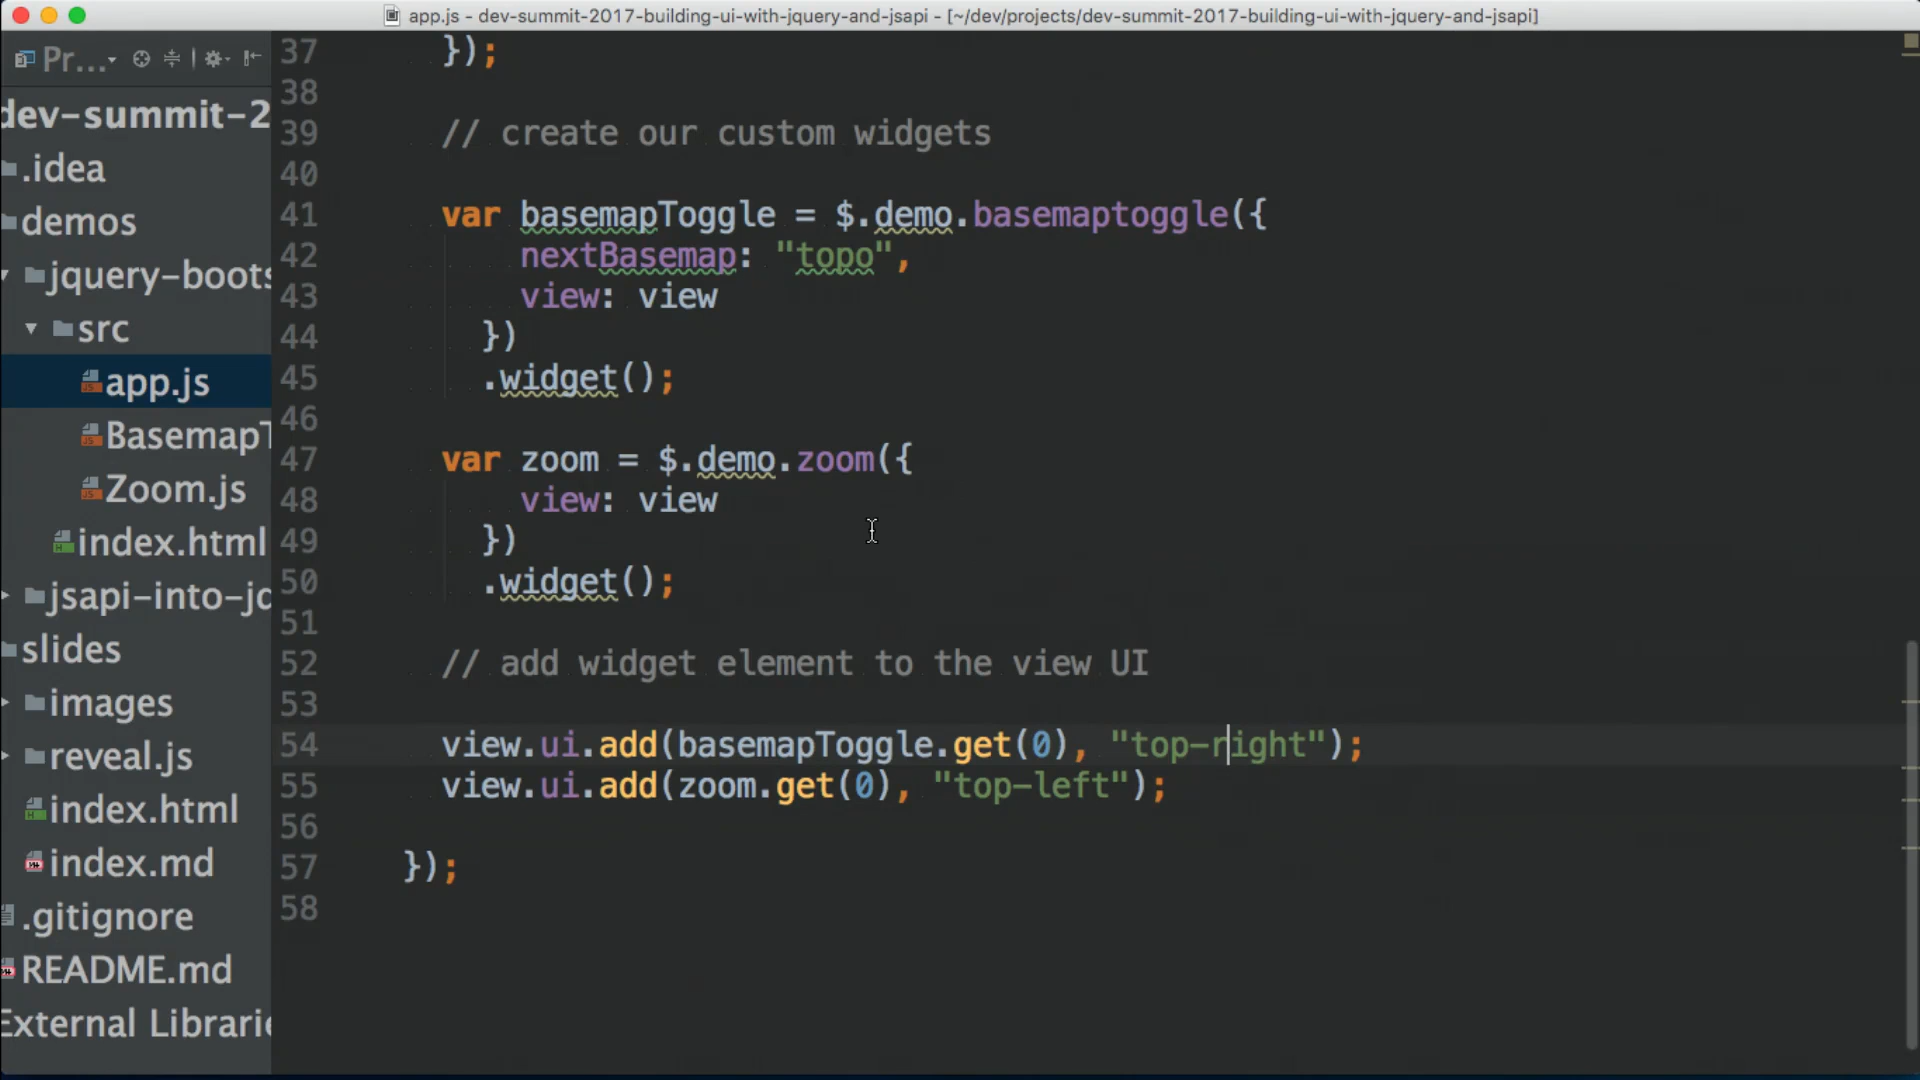 app.js - dev-summit-2017-building-ui-with-jquery-and-jsapi - [~/dev/projects/dev-summit-2017-building-ui-with-jquery-and-jsapi]
Pr...
dev-summit-2
.idea
demos
jquery-boots
src
app.js
BasemapT
Zoom.js
index.html
jsapi-into-jq
slides
images
reveal.js
index.html
index.md
.gitignore
README.md
External Librarie
37 });
38
39 // create our custom widgets
40
41 var basemapToggle = $.demo.basemaptoggle({
42 nextBasemap: "topo",
43 view: view
44 })
45 .widget();
46
47 var zoom = $.demo.zoom({
48 view: view
49 })
50 .widget();
51
52 // add widget element to the view UI
53
54 view.ui.add(basemapToggle.get(0), "top-right");
55 view.ui.add(zoom.get(0), "top-left");
56
57 });
58